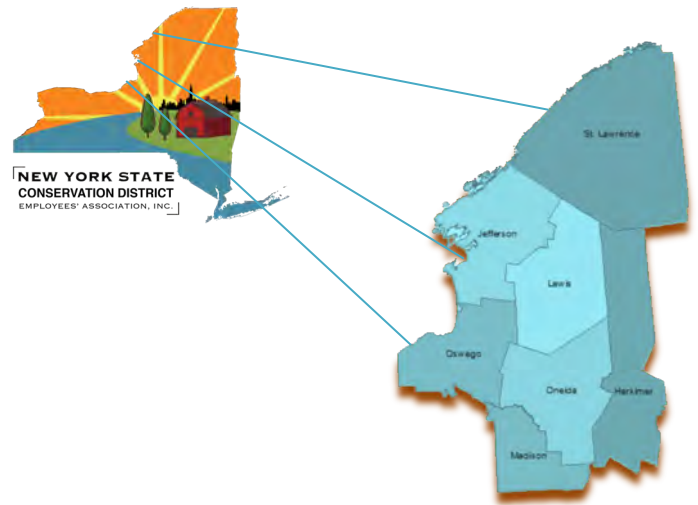 NEW YORK STATE
CONSERVATION DISTRICT
EMPLOYEES' ASSOCIATION, INC.
St. Lawrence
Jefferson
Lewis
Oswego
Oneida
Herkimer
Madison